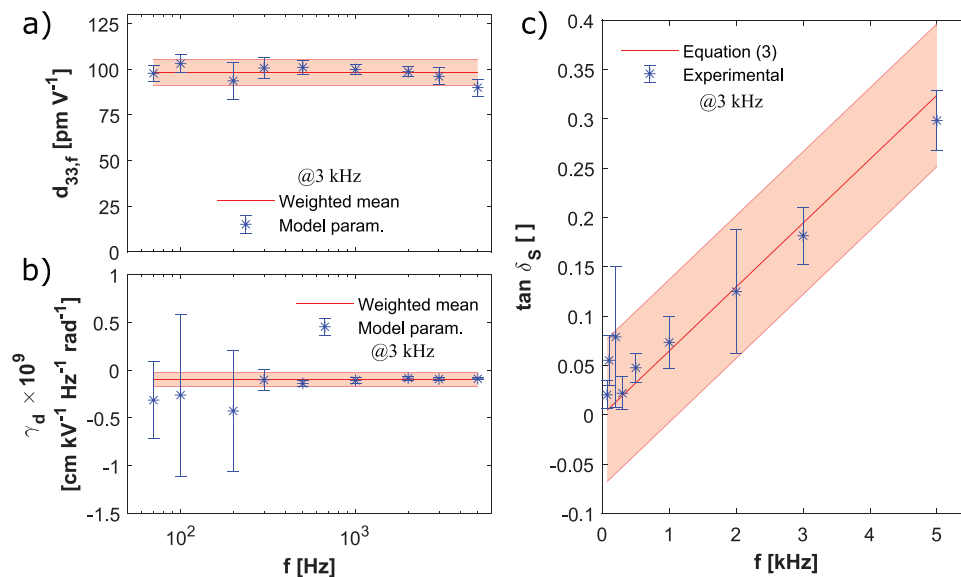 a)
d33,f [pm V-1]
125
100
75
50
25
0
@3 kHz
Weighted mean
Model param.
b)
γd × 10^9
[cm kV-1 Hz-1 rad-1]
1
0.5
0
-0.5
-1
-1.5
Weighted mean
Model param.
@3 kHz
10^2
10^3
f [Hz]
c)
tan δS [ ]
0.4
0.35
0.3
0.25
0.2
0.15
0.1
0.05
0
-0.05
-0.1
Equation (3)
Experimental
@3 kHz
0
1
2
3
4
5
f [kHz]